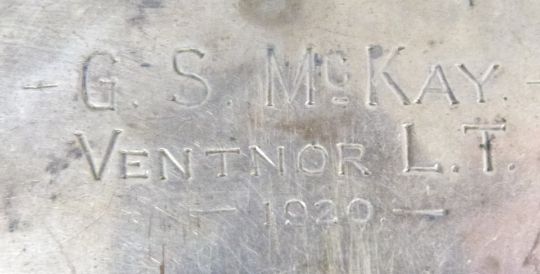 - G. S. McKAY. -
VENTNOR L.T.
- 1920. -